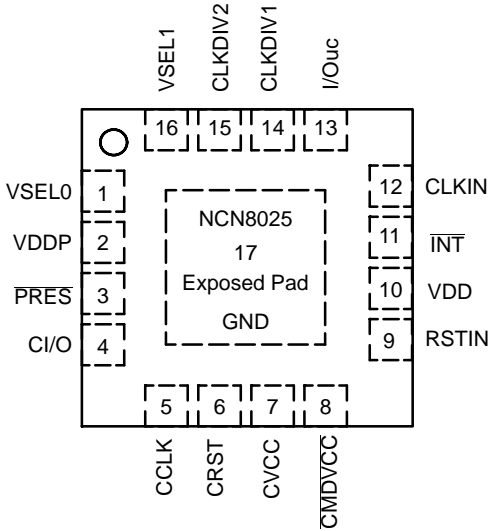 VSEL1
CLKDIV2
CLKDIV1
I/Ouc
16
15
14
13
VSEL0
1
VDDP
2
PRES
3
CI/O
4
NCN8025
17
Exposed Pad
GND
12
CLKIN
11
INT
10
VDD
9
RSTIN
5
6
7
8
CCLK
CRST
CVCC
CMDVCC